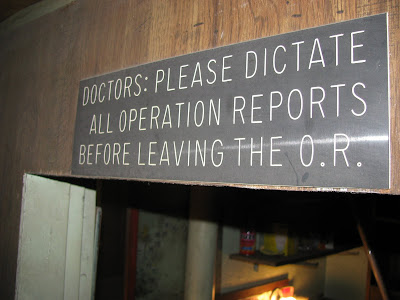 DOCTORS: PLEASE DICTATE
ALL OPERATION REPORTS
BEFORE LEAVING THE O.R.